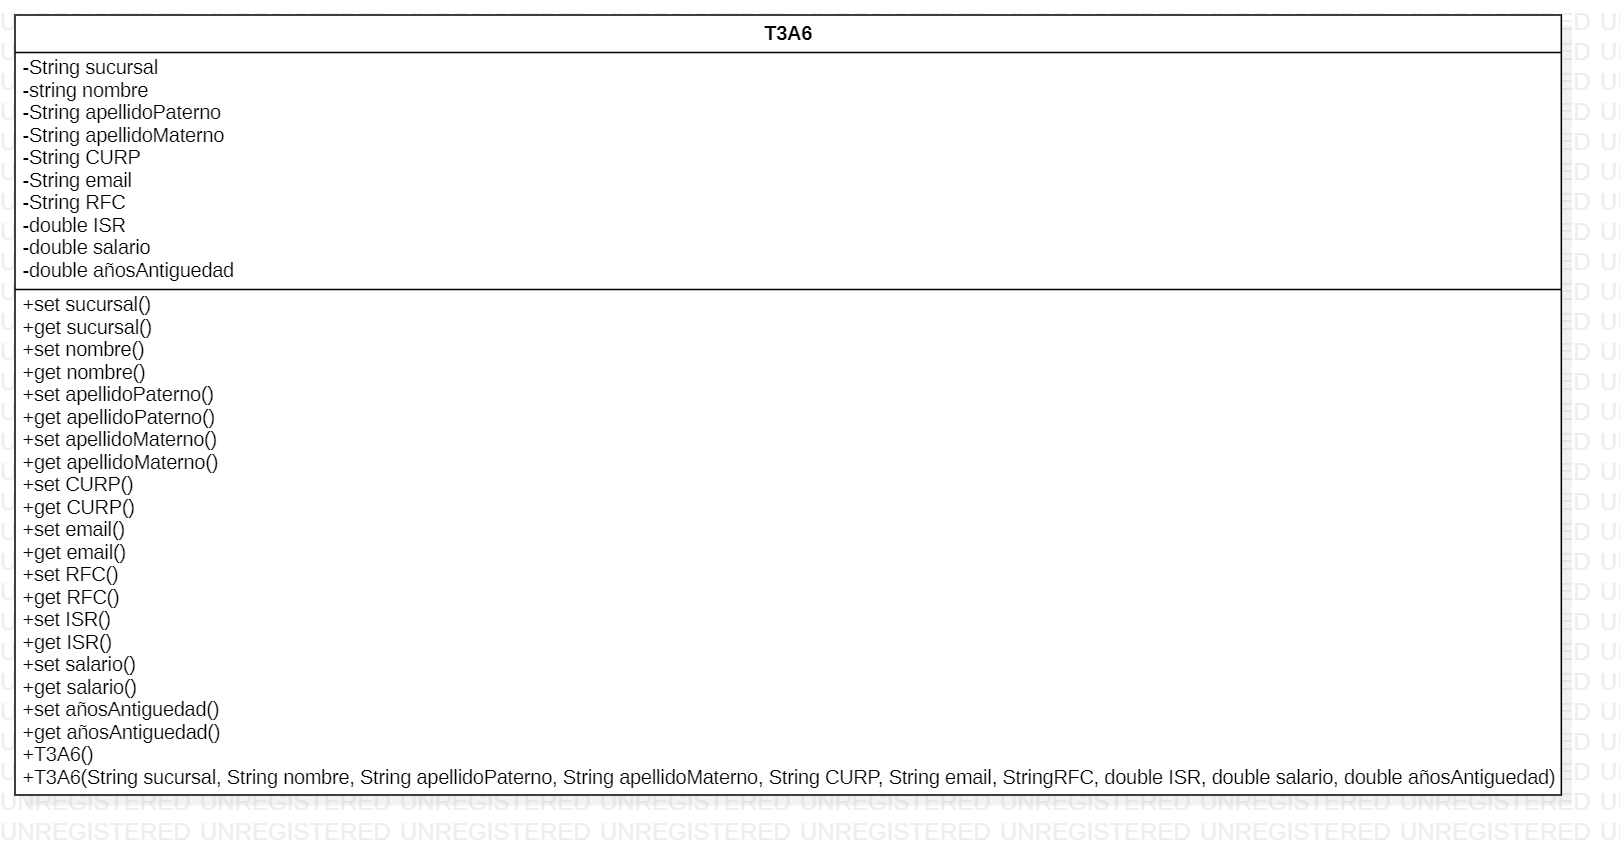 T3A6
-String sucursal
-string nombre
-String apellidoPaterno
-String apellidoMaterno
-String CURP
-String email
-String RFC
-double ISR
-double salario
-double añosAntiguedad
+set sucursal()
+get sucursal()
+set nombre()
+get nombre()
+set apellidoPaterno()
+get apellidoPaterno()
+set apellidoMaterno()
+get apellidoMaterno()
+set CURP()
+get CURP()
+set email()
+get email()
+set RFC()
+get RFC()
+set ISR()
+get ISR()
+set salario()
+get salario()
+set añosAntiguedad()
+get añosAntiguedad()
+T3A6()
+T3A6(String sucursal, String nombre, String apellidoPaterno, String apellidoMaterno, String CURP, String email, StringRFC, double ISR, double salario, double añosAntiguedad)
UNREGISTERED UNREGISTERED UNREGISTERED UNREGISTERED UNREGISTERED UNREGISTERED UNREGISTERED UNREGISTERED
UNREGISTERED UNREGISTERED UNREGISTERED UNREGISTERED UNREGISTERED UNREGISTERED UNREGISTERED UNREGISTERED